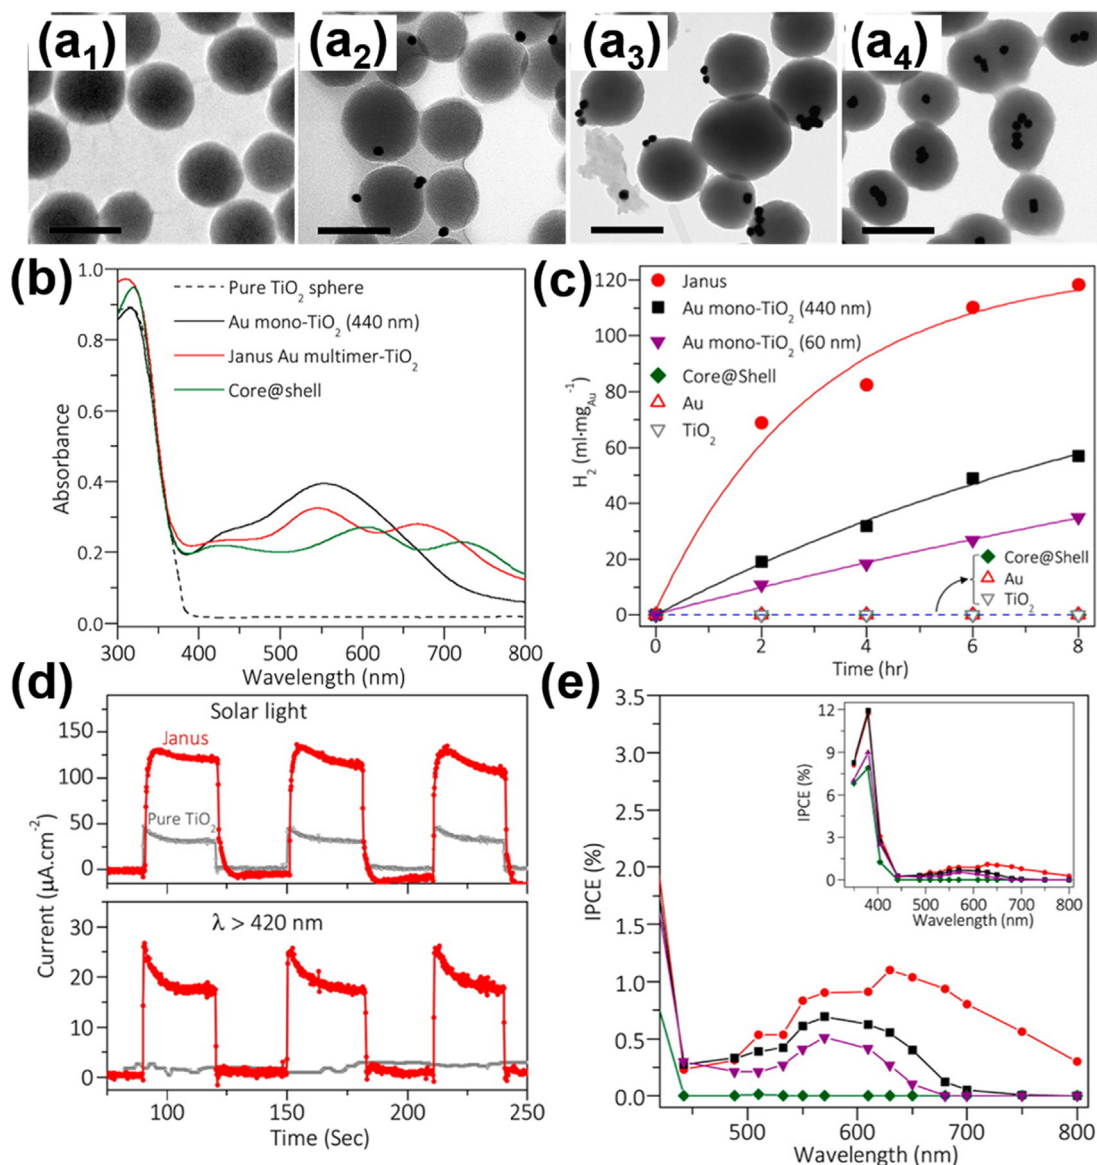 (a₁)
(a₂)
(a₃)
(a₄)
(b)
1.0
0.8
0.6
0.4
0.2
0.0
Absorbance
Pure TiO₂ sphere
Au mono-TiO₂ (440 nm)
Janus Au multimer-TiO₂
Core@shell
300
400
500
600
700
800
Wavelength (nm)
(c)
120
100
80
60
40
20
0
H₂ (ml·mg_Au⁻¹)
Janus
Au mono-TiO₂ (440 nm)
Au mono-TiO₂ (60 nm)
Core@Shell
Au
TiO₂
Core@Shell
Au
TiO₂
0
2
4
6
8
Time (hr)
(d)
Solar light
150
100
50
0
Janus
Pure TiO₂
λ > 420 nm
30
20
10
0
Current (μA.cm⁻²)
100
150
200
250
Time (Sec)
(e)
3.5
3.0
2.5
2.0
1.5
1.0
0.5
0.0
IPCE (%)
12
9
6
3
0
IPCE (%)
400
500
600
700
800
Wavelength (nm)
500
600
700
800
Wavelength (nm)